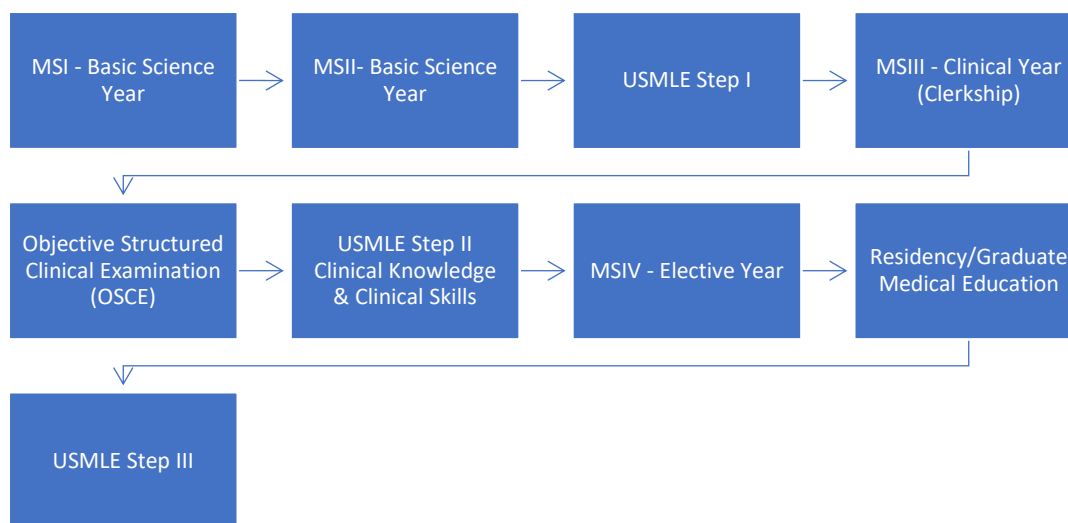 MSI - Basic Science
Year
MSII- Basic Science
Year
USMLE Step I
MSIII - Clinical Year
(Clerkship)
Objective Structured
Clinical Examination
(OSCE)
USMLE Step II
Clinical Knowledge
& Clinical Skills
MSIV - Elective Year
Residency/Graduate
Medical Education
USMLE Step III